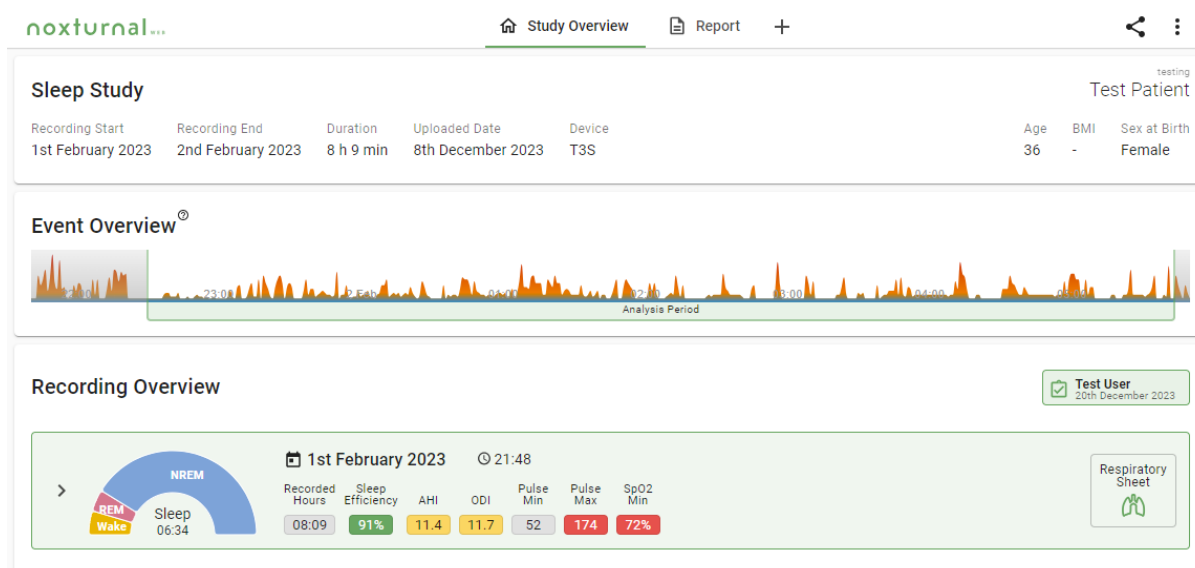 noxturnal
Study Overview
Report
testing
Sleep Study
Test Patient
Recording Start Recording End Duration Uploaded Date Device Age BMI Sex at Birth
1st February 2023 2nd February 2023 8 h 9 min 8th December 2023 T3S 36 - Female
Event Overview
23:00 2 Feb 01:00 02:00 03:00 04:00
Analysis Period
Recording Overview
Test User
20th December 2023
1st February 2023 21:48
NREM
REM
Wake
Sleep
06:34
Recorded Hours
Sleep Efficiency
AHI
ODI
Pulse Min
Pulse Max
SpO2 Min
08:09 91% 11.4 11.7 52 174 72%
Respiratory
Sheet